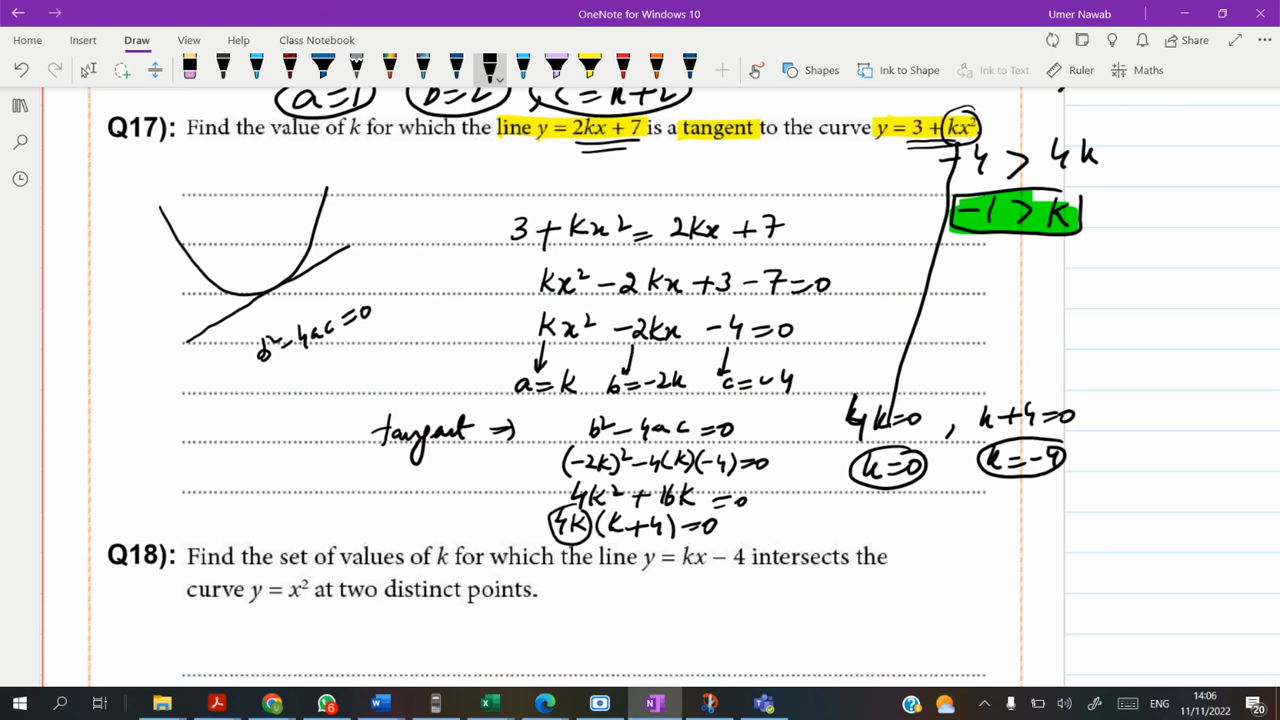 OneNote for Windows 10
Umer Nawab
Home Insert Draw View Help Class Notebook
Share
Shapes Ink to Shape Ink to Text Ruler Maths
a=1 b=2 , c=k+2
Q17): Find the value of k for which the line y = 2kx + 7 is a tangent to the curve y = 3 + kx²
-4 > 4k
-1 > k
3 + kx² = 2kx + 7
kx² - 2kx + 3 - 7 = 0
kx² - 2kx - 4 = 0
b² - 4ac = 0
a = k b = -2k c = -4
tangent ⇒ b² - 4ac = 0
4k=0 , k+4=0
(-2k)² - 4(k)(-4) = 0
k=0 k=-4
4k² + 16k = 0
4k(k+4) = 0
Q18): Find the set of values of k for which the line y = kx − 4 intersects the
curve y = x² at two distinct points.
6
ENG
14:06
11/11/2022
20